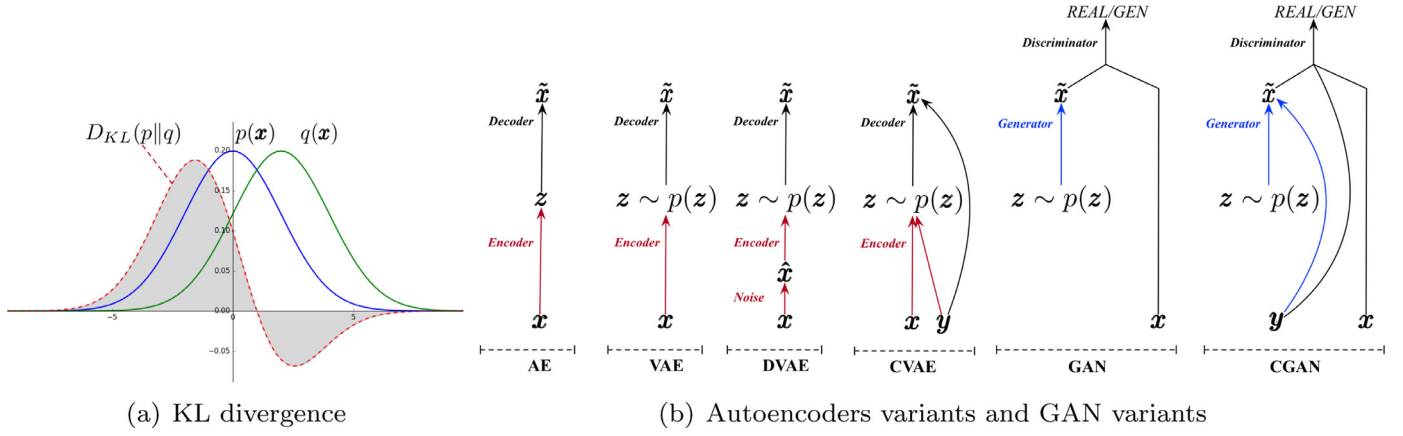 D_{KL}(p‖q) p(x) q(x)
0.20
0.15
0.10
0.05
0.00
−0.05
−5 0 5
(a) KL divergence
x̃
Decoder
z
Encoder
x
AE
x̃
Decoder
z ∼ p(z)
Encoder
x
VAE
x̃
Decoder
z ∼ p(z)
Encoder
x̂
Noise
x
DVAE
x̃
Decoder
z ∼ p(z)
Encoder
x y
CVAE
REAL/GEN
Discriminator
x̃
Generator
z ∼ p(z)
x
GAN
REAL/GEN
Discriminator
x̃
Generator
z ∼ p(z)
y x
CGAN
(b) Autoencoders variants and GAN variants